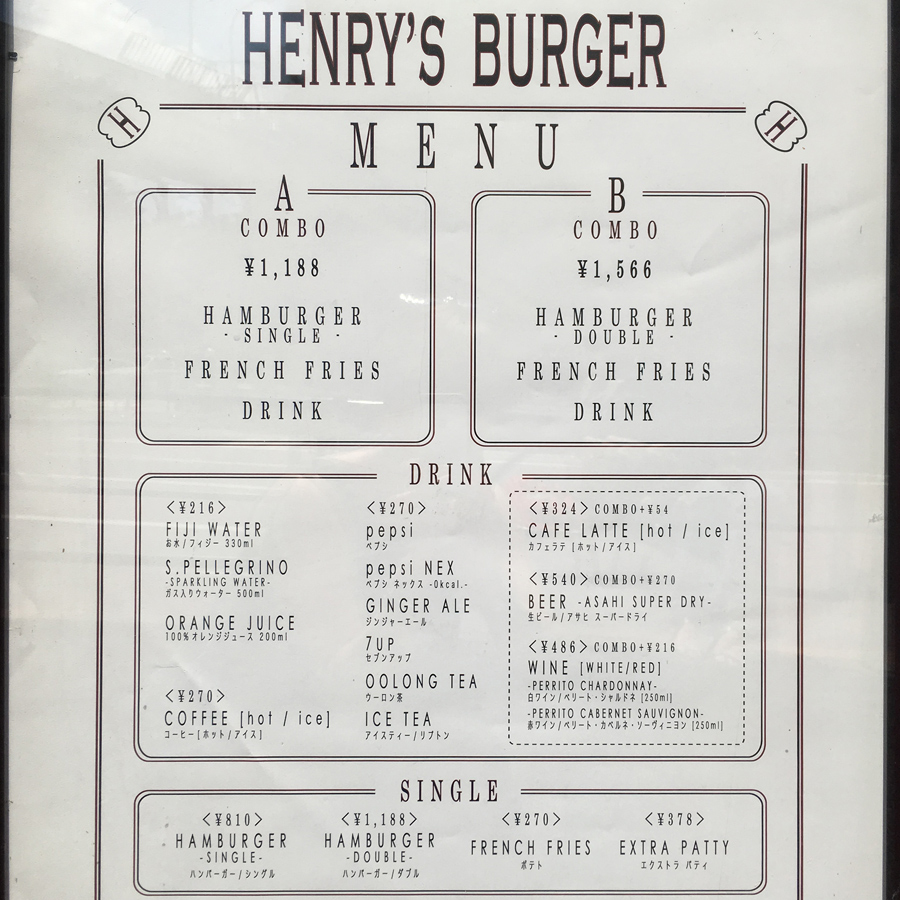 HENRY'S BURGER
H
H
MENU
A
COMBO
¥1,188
HAMBURGER
- SINGLE -
FRENCH FRIES
DRINK
B
COMBO
¥1,566
HAMBURGER
- DOUBLE -
FRENCH FRIES
DRINK
DRINK
<¥216>
FIJI WATER
お水/フィジー 330ml
S.PELLEGRINO
-SPARKLING WATER-
ガス入りウォーター 500ml
ORANGE JUICE
100%オレンジジュース 200ml
<¥270>
COFFEE [hot / ice]
コーヒー[ホット/アイス]
<¥270>
pepsi
ペプシ
pepsi NEX
ペプシ ネックス -0kcal.-
GINGER ALE
ジンジャーエール
7UP
セブンアップ
OOLONG TEA
ウーロン茶
ICE TEA
アイスティー/リプトン
<¥324> COMBO+¥54
CAFE LATTE [hot / ice]
カフェラテ [ホット/アイス]
<¥540> COMBO+¥270
BEER -ASAHI SUPER DRY-
生ビール/アサヒ スーパードライ
<¥486> COMBO+¥216
WINE [WHITE/RED]
-PERRITO CHARDONNAY-
白ワイン/ペリート・シャルドネ [250ml]
-PERRITO CABERNET SAUVIGNON-
赤ワイン/ペリート・カベルネ・ソーヴィニヨン [250ml]
SINGLE
<¥810>
HAMBURGER
-SINGLE-
ハンバーガー/シングル
<¥1,188>
HAMBURGER
-DOUBLE-
ハンバーガー/ダブル
<¥270>
FRENCH FRIES
ポテト
<¥378>
EXTRA PATTY
エクストラ パティ